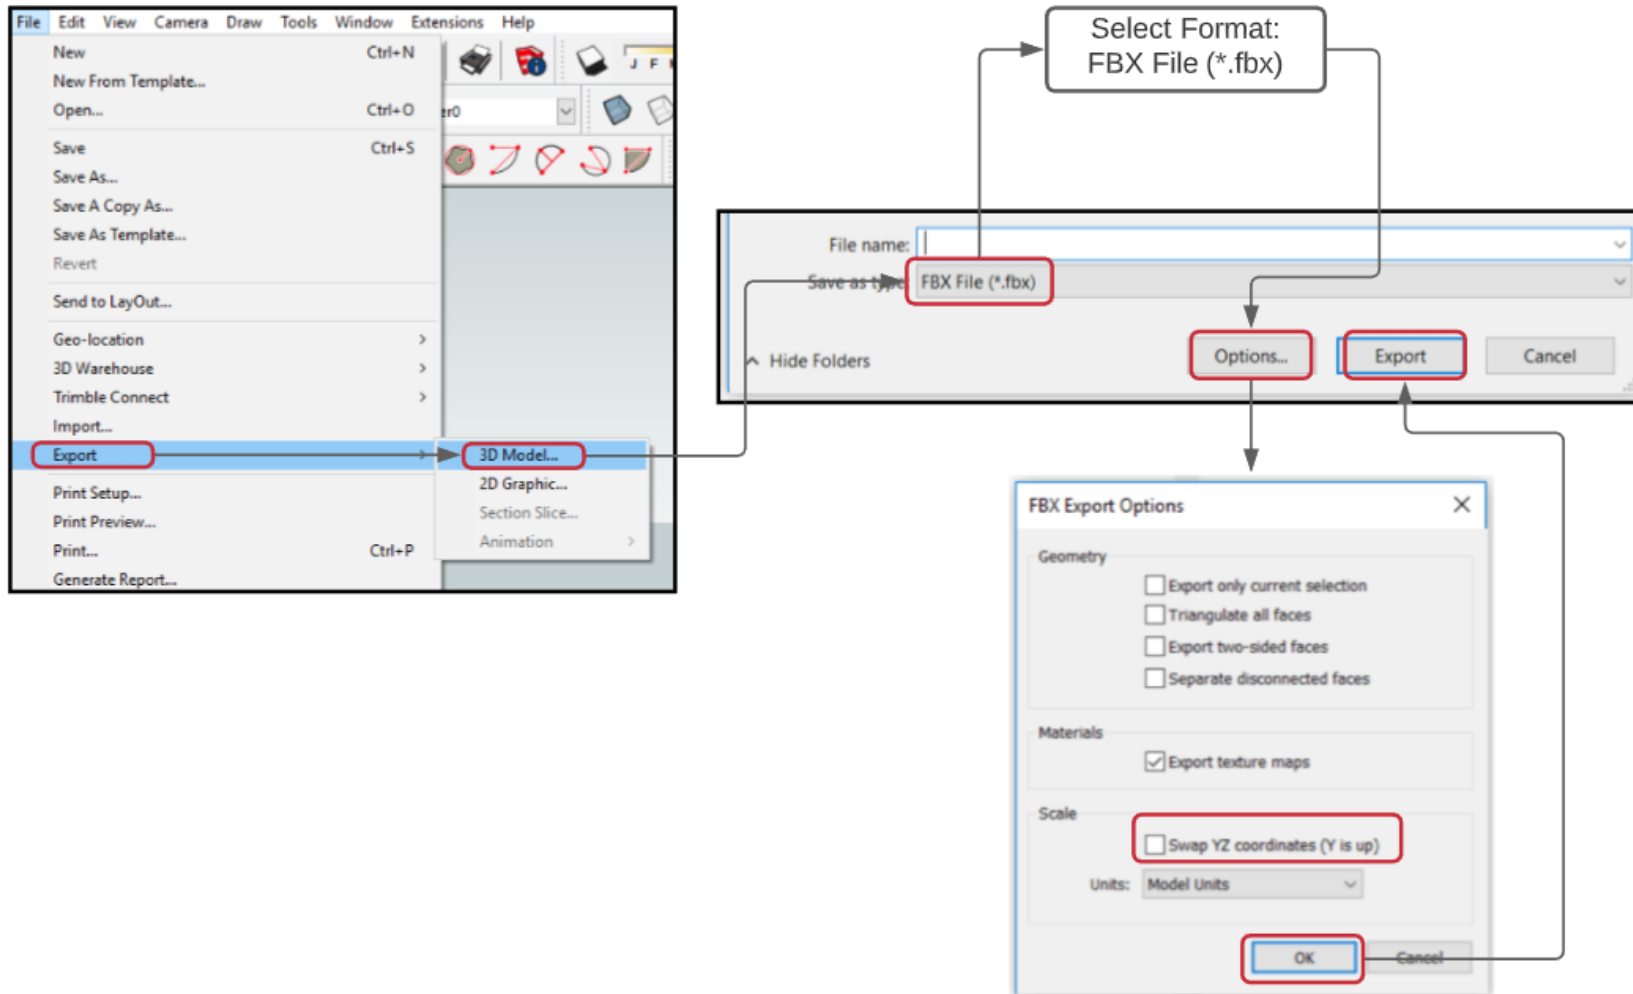 File Edit View Camera Draw Tools Window Extensions Help
New Ctrl+N
New From Template...
Open... Ctrl+O
Save Ctrl+S
Save As...
Save A Copy As...
Save As Template...
Revert
Send to LayOut...
Geo-location
3D Warehouse
Trimble Connect
Import...
Export
Print Setup...
Print Preview...
Print... Ctrl+P
Generate Report...
J F
er0
3D Model...
2D Graphic...
Section Slice...
Animation
Select Format:
FBX File (*.fbx)
File name:
Save as type FBX File (*.fbx)
Hide Folders Options... Export Cancel
FBX Export Options
Geometry
Export only current selection
Triangulate all faces
Export two-sided faces
Separate disconnected faces
Materials
Export texture maps
Scale
Swap YZ coordinates (Y is up)
Units: Model Units
OK Cancel